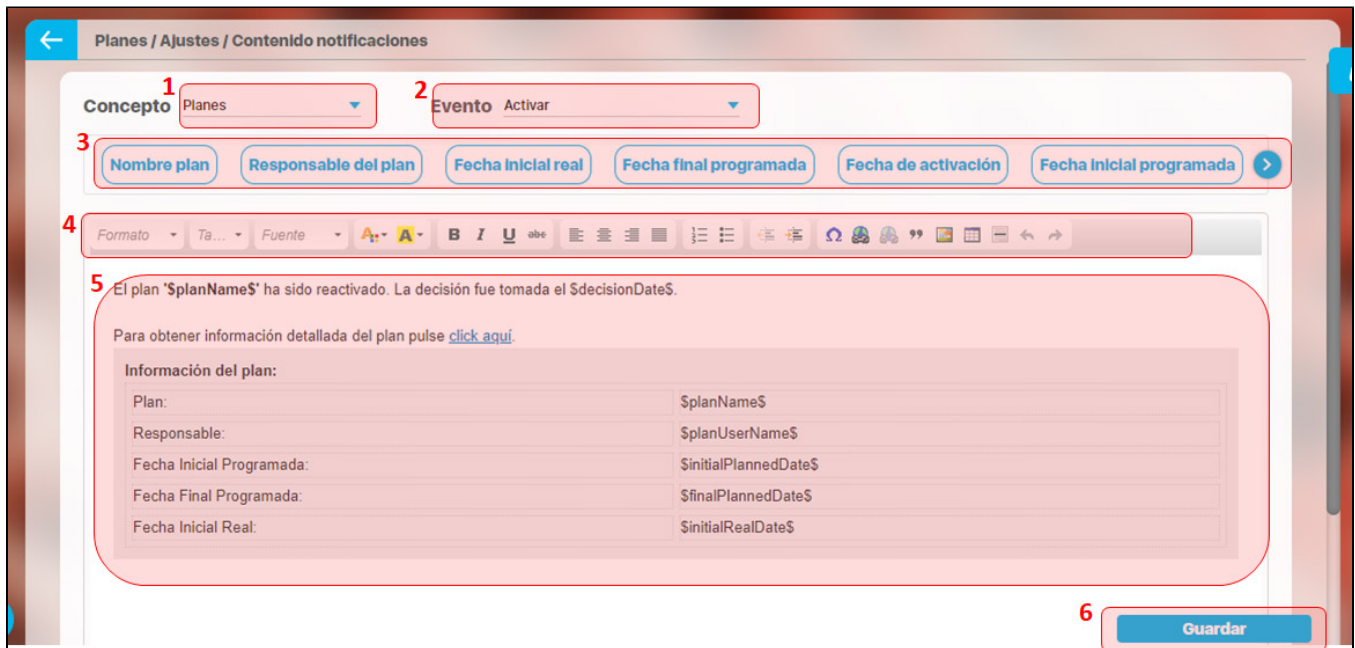 Planes / Ajustes / Contenido notificaciones
1 2
Concepto Planes Evento Activar
3
Nombre plan Responsable del plan Fecha inicial real Fecha final programada Fecha de activación Fecha inicial programada
4
Formato Ta... Fuente A A B I U abc Ω
5
El plan '$planName$' ha sido reactivado. La decisión fue tomada el $decisionDate$.
Para obtener información detallada del plan pulse click aquí.
Información del plan:
Plan: $planName$
Responsable: $planUserName$
Fecha Inicial Programada: $initialPlannedDate$
Fecha Final Programada: $finalPlannedDate$
Fecha Inicial Real: $initialRealDate$
6
Guardar